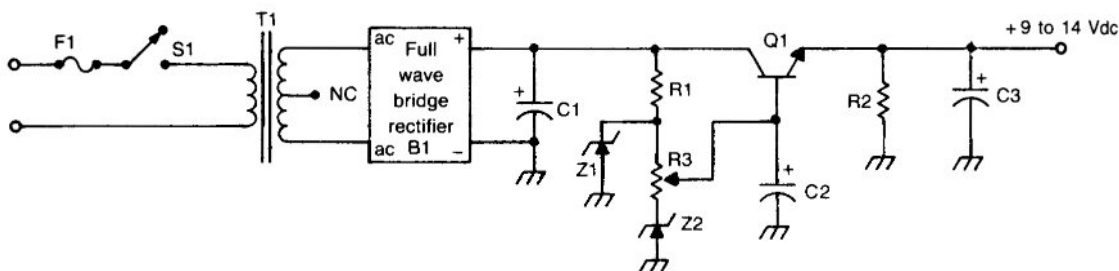 F1
S1
T1
NC
ac
Full
+
wave
bridge
rectifier
ac
B1
−
+
C1
R1
Z1
R3
Z2
Q1
+
C2
R2
+
C3
+9 to 14 Vdc